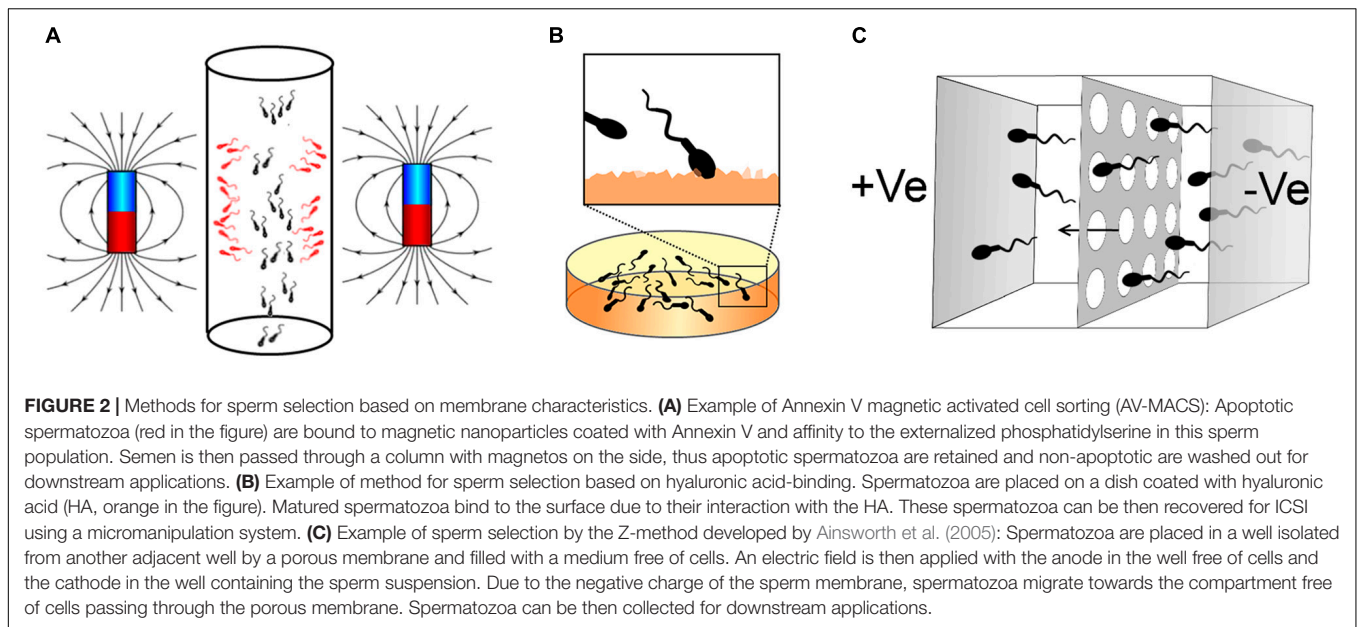 A
B
C
+Ve
-Ve
FIGURE 2 | Methods for sperm selection based on membrane characteristics. (A) Example of Annexin V magnetic activated cell sorting (AV-MACS): Apoptotic
spermatozoa (red in the figure) are bound to magnetic nanoparticles coated with Annexin V and affinity to the externalized phosphatidylserine in this sperm
population. Semen is then passed through a column with magnetos on the side, thus apoptotic spermatozoa are retained and non-apoptotic are washed out for
downstream applications. (B) Example of method for sperm selection based on hyaluronic acid-binding. Spermatozoa are placed on a dish coated with hyaluronic
acid (HA, orange in the figure). Matured spermatozoa bind to the surface due to their interaction with the HA. These spermatozoa can be then recovered for ICSI
using a micromanipulation system. (C) Example of sperm selection by the Z-method developed by Ainsworth et al. (2005): Spermatozoa are placed in a well isolated
from another adjacent well by a porous membrane and filled with a medium free of cells. An electric field is then applied with the anode in the well free of cells and
the cathode in the well containing the sperm suspension. Due to the negative charge of the sperm membrane, spermatozoa migrate towards the compartment free
of cells passing through the porous membrane. Spermatozoa can be then collected for downstream applications.